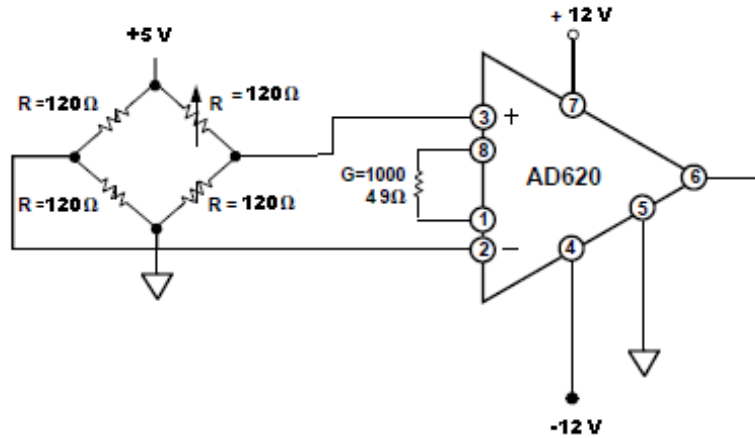 +5 V
+ 12 V
R =120Ω
R = 120Ω
3 +
7
8
G=1000
49Ω
AD620
6
R=120Ω
R = 120Ω
1
5
2 −
4
-12 V